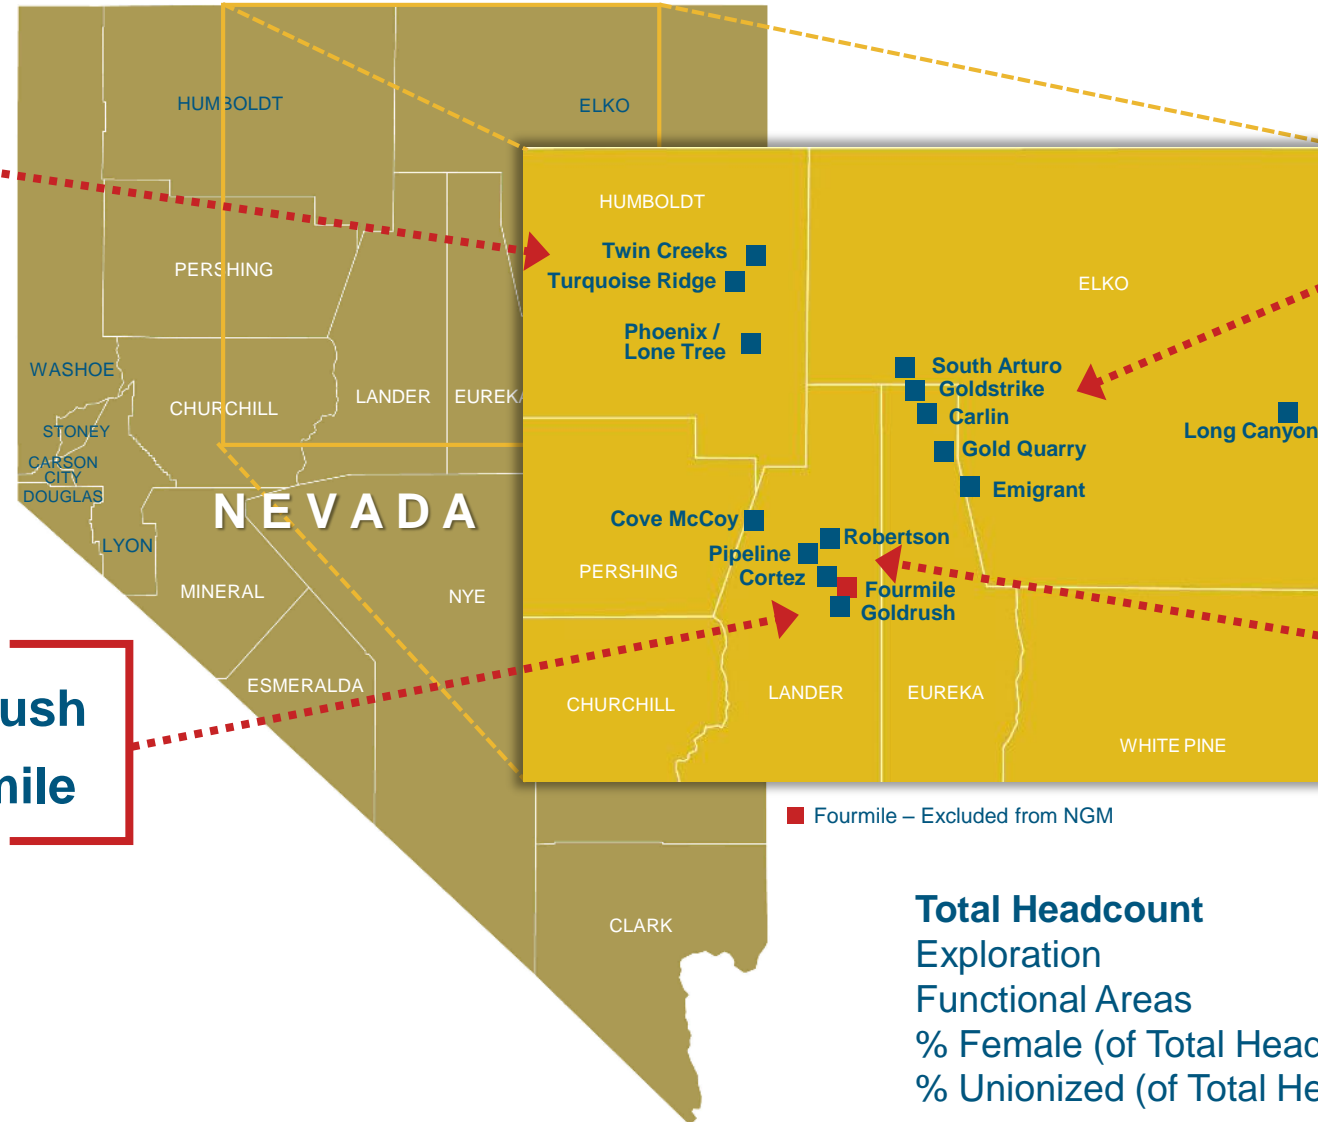 HUMBOLDT
ELKO
PERSHING
WASHOE
CHURCHILL
LANDER
EUREKA
STONEY
CARSON
CITY
DOUGLAS
LYON
NEVADA
MINERAL
NYE
ESMERALDA
CLARK
HUMBOLDT
Twin Creeks
Turquoise Ridge
Phoenix /
Lone Tree
ELKO
South Arturo
Goldstrike
Carlin
Gold Quarry
Emigrant
Long Canyon
Cove McCoy
Robertson
Pipeline
Cortez
Fourmile
Goldrush
PERSHING
CHURCHILL
LANDER
EUREKA
WHITE PINE
ush
nile
Fourmile – Excluded from NGM
Total Headcount
Exploration
Functional Areas
% Female (of Total Head
% Unionized (of Total He